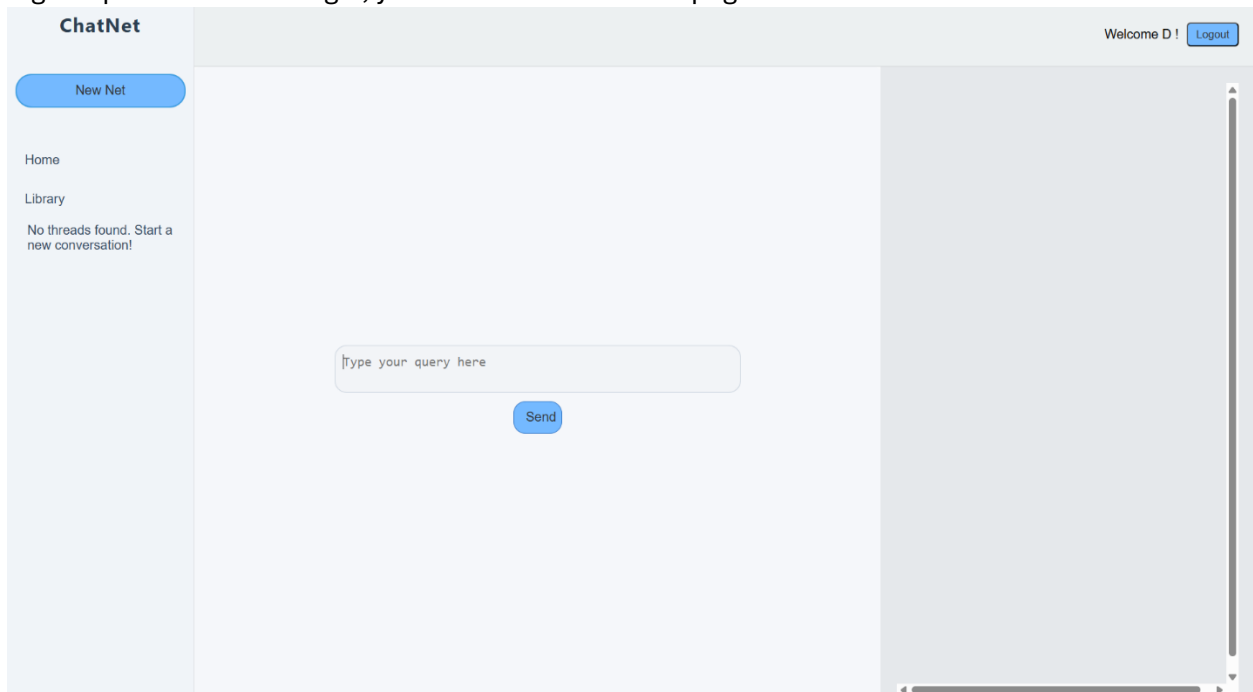 ChatNet
Welcome D !
Logout
New Net
Home
Library
No threads found. Start a
new conversation!
Type your query here
Send